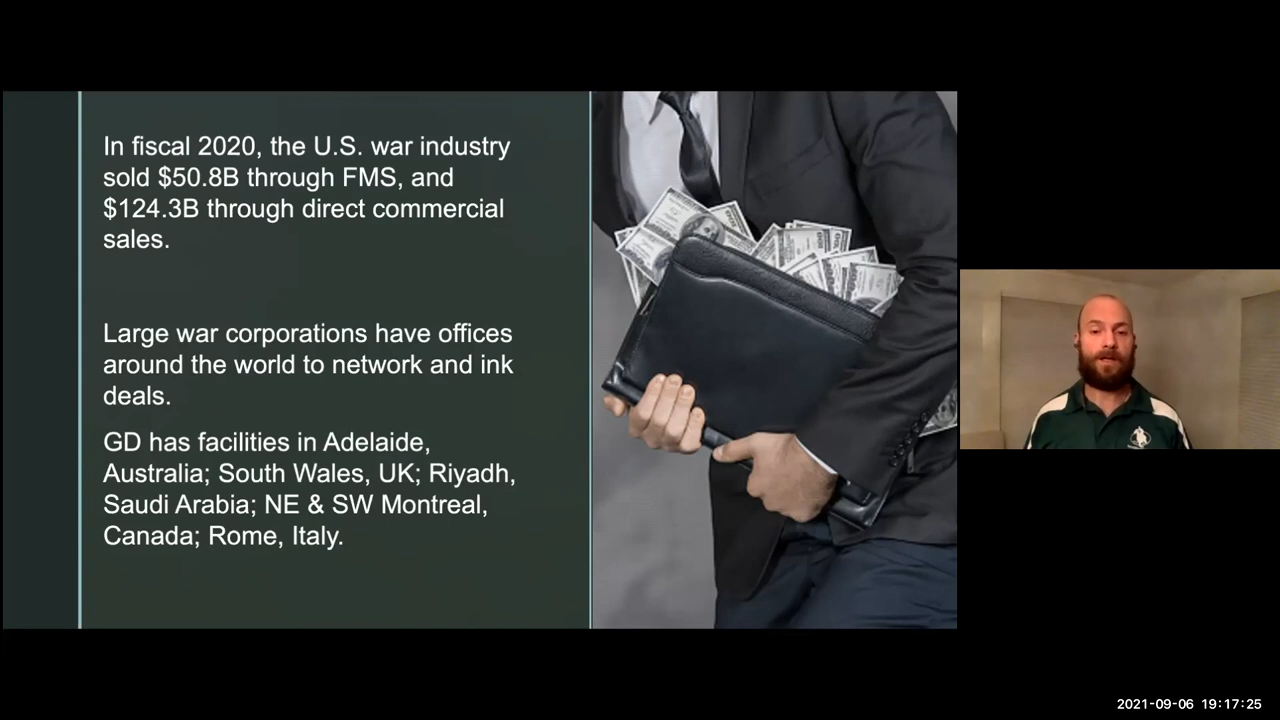 In fiscal 2020, the U.S. war industry
sold $50.8B through FMS, and
$124.3B through direct commercial
sales.
Large war corporations have offices
around the world to network and ink
deals.
GD has facilities in Adelaide,
Australia; South Wales, UK; Riyadh,
Saudi Arabia; NE & SW Montreal,
Canada; Rome, Italy.
2021-09-06 19:17:25